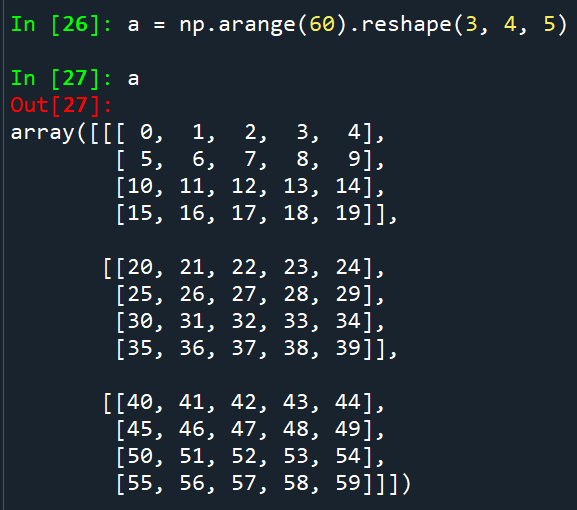 In [26]: a = np.arange(60).reshape(3, 4, 5)
In [27]: a
Out[27]:
array([[[ 0,  1,  2,  3,  4],
        [ 5,  6,  7,  8,  9],
        [10, 11, 12, 13, 14],
        [15, 16, 17, 18, 19]],
       [[20, 21, 22, 23, 24],
        [25, 26, 27, 28, 29],
        [30, 31, 32, 33, 34],
        [35, 36, 37, 38, 39]],
       [[40, 41, 42, 43, 44],
        [45, 46, 47, 48, 49],
        [50, 51, 52, 53, 54],
        [55, 56, 57, 58, 59]]])